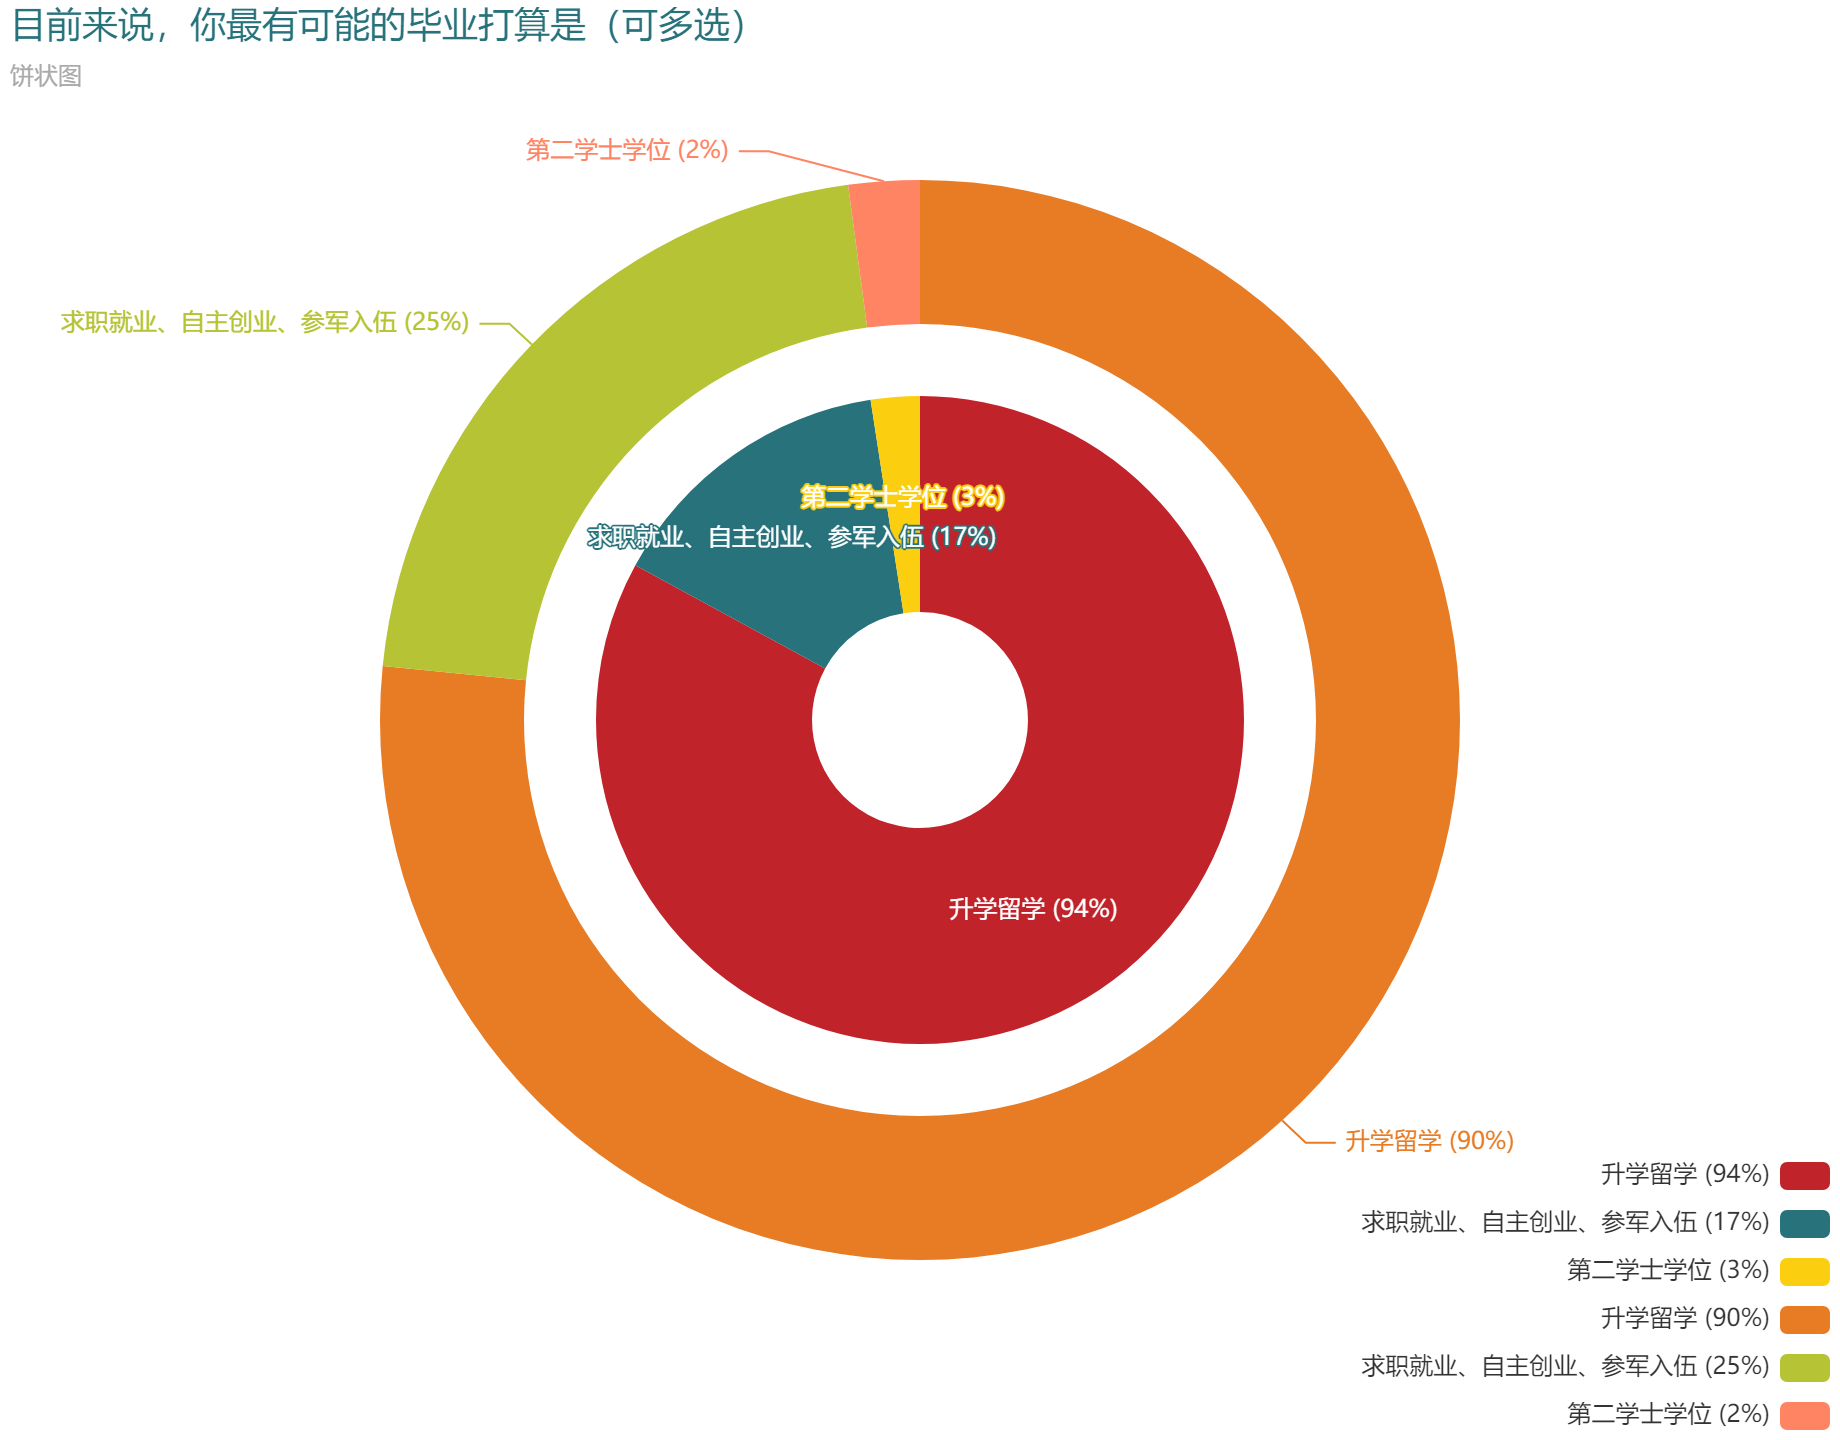 目前来说，你最有可能的毕业打算是（可多选）
饼状图
第二学士学位 (2%)
求职就业、自主创业、参军入伍 (25%)
第二学士学位 (3%)
求职就业、自主创业、参军入伍 (17%)
升学留学 (94%)
升学留学 (90%)
升学留学 (94%)
求职就业、自主创业、参军入伍 (17%)
第二学士学位 (3%)
升学留学 (90%)
求职就业、自主创业、参军入伍 (25%)
第二学士学位 (2%)